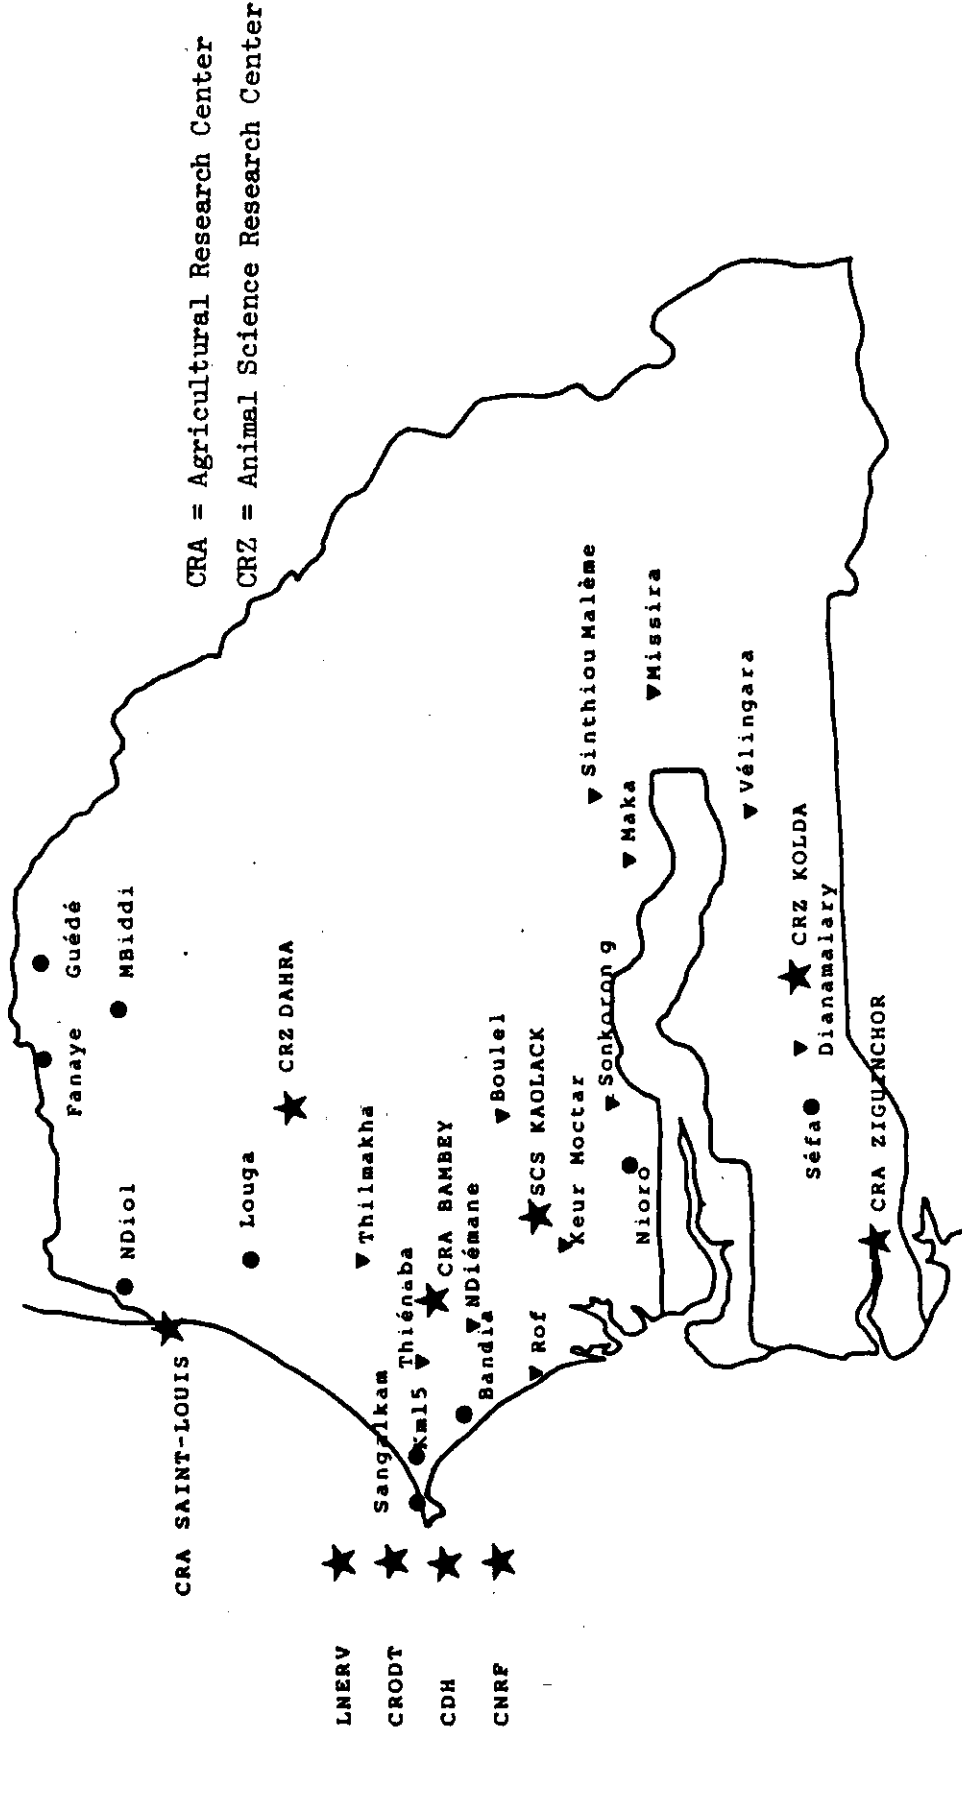 CRA = Agricultural Research Center
CRZ = Animal Science Research Center
Fanaye
Guédé
MBiddi
NDiol
CRA SAINT-LOUIS
Louga
CRZ DAHRA
Thilmakha
LNERV
CRODT
CDH
CNRF
Sangalkam
Thiénaba
Km15
CRA BAMBEY
NDiémane
Bandia
Boulel
Rof
SCS KAOLACK
Keur Moctar
Sonkorong
Nioro
Sinthiou Malème
Maka
Missira
Vélingara
CRZ KOLDA
Dianamalary
Séfa
CRA ZIGUINCHOR